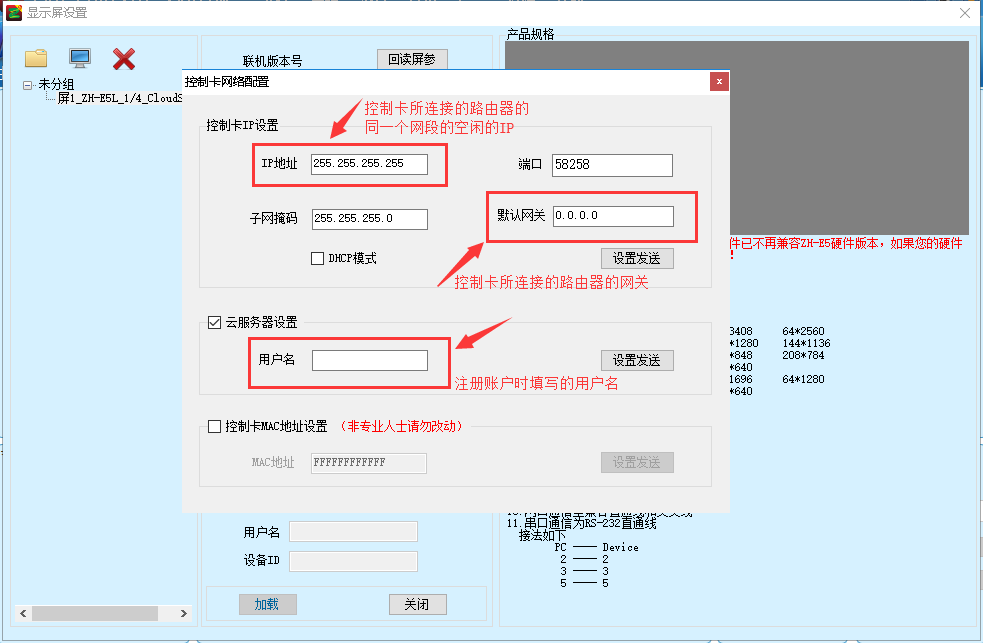 显示屏设置
联机版本号
回读屏参
产品规格
未分组
屏1_ZH-E5L_1/4_CloudS
控制卡网络配置
x
控制卡IP设置
控制卡所连接的路由器的
同一个网段的空闲的IP
IP地址 255.255.255.255
端口 58258
子网掩码 255.255.255.0
默认网关 0.0.0.0
DHCP模式
设置发送
控制卡所连接的路由器的网关
件已不再兼容ZH-E5硬件版本，如果您的硬件
!
云服务器设置
用户名
设置发送
注册账户时填写的用户名
3408 64*2560
*1280 144*1136
*848 208*784
*640
1696 64*1280
*640
控制卡MAC地址设置 （非专业人士请勿改动）
MAC地址 FFFFFFFFFFFF
设置发送
11.串口通信为RS-232直通线
接法如下
PC —— Device
2 —— 2
3 —— 3
5 —— 5
用户名
设备ID
加载
关闭